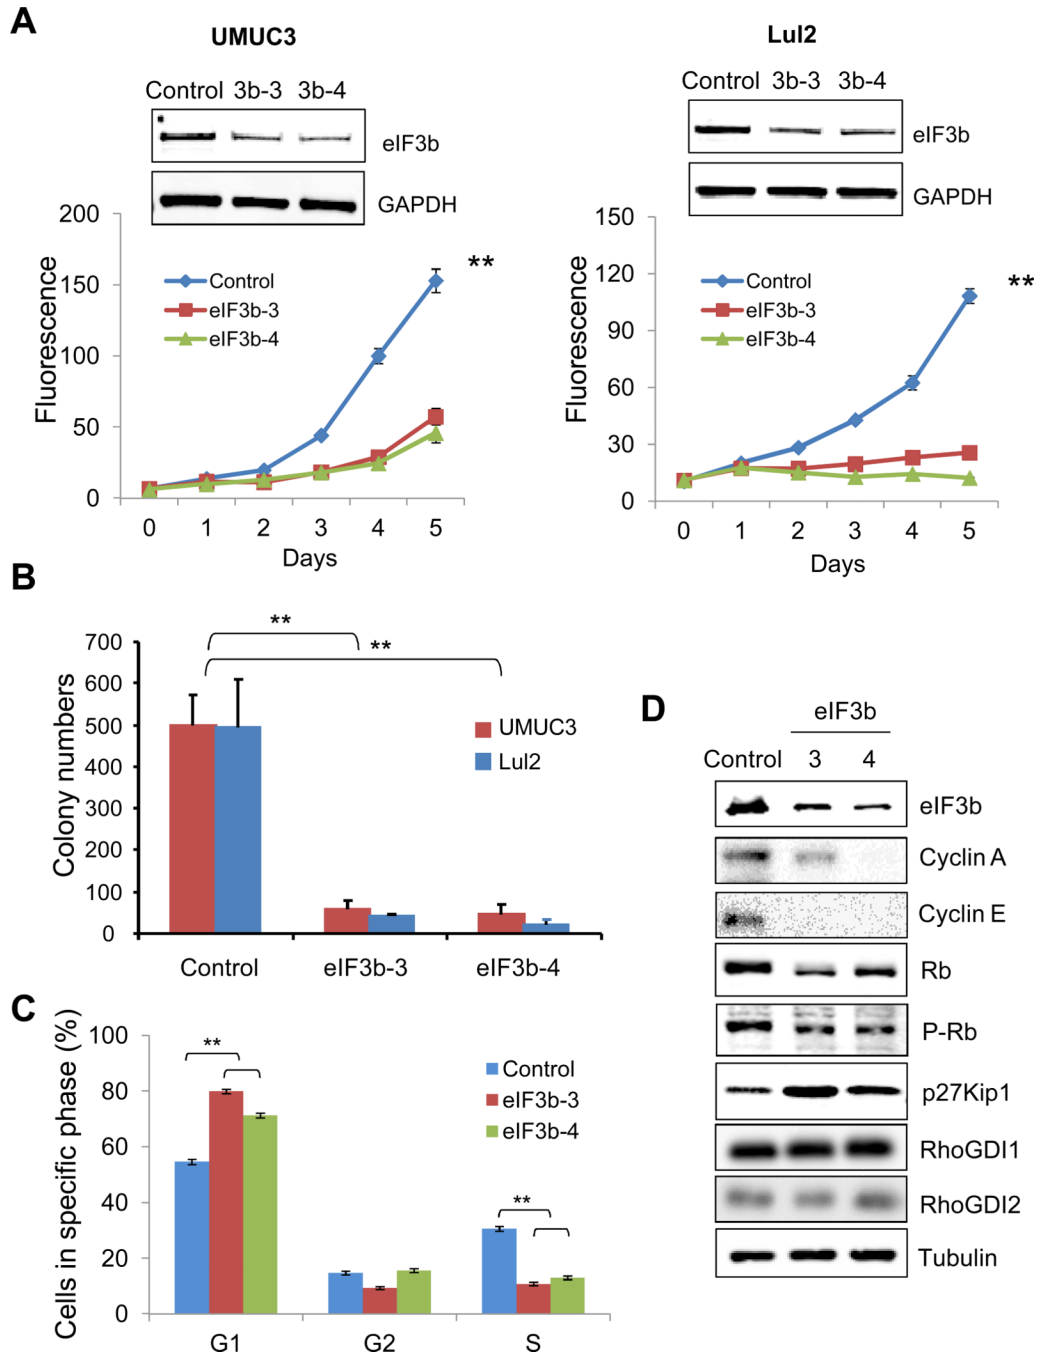 A
UMUC3
Control 3b-3 3b-4
eIF3b
GAPDH
200
150
100
50
0
Fluorescence
Control
eIF3b-3
eIF3b-4
**
0 1 2 3 4 5
Days
Lul2
Control 3b-3 3b-4
eIF3b
GAPDH
150
120
90
60
30
0
Fluorescence
Control
eIF3b-3
eIF3b-4
**
0 1 2 3 4 5
Days
B
700
600
500
400
300
200
100
0
Colony numbers
**
**
UMUC3
Lul2
Control eIF3b-3 eIF3b-4
C
100
80
60
40
20
0
Cells in specific phase (%)
**
**
Control
eIF3b-3
eIF3b-4
G1 G2 S
D
eIF3b
Control 3 4
eIF3b
Cyclin A
Cyclin E
Rb
P-Rb
p27Kip1
RhoGDI1
RhoGDI2
Tubulin